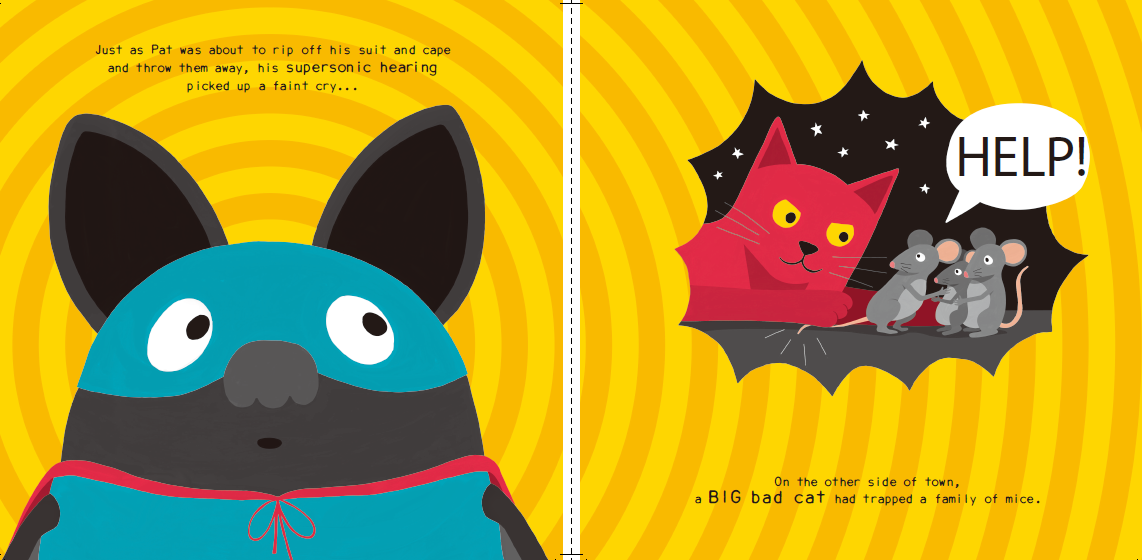 Just as Pat was about to rip off his suit and cape
and throw them away, his supersonic hearing
picked up a faint cry...
HELP!
On the other side of town,
a BIG bad cat had trapped a family of mice.